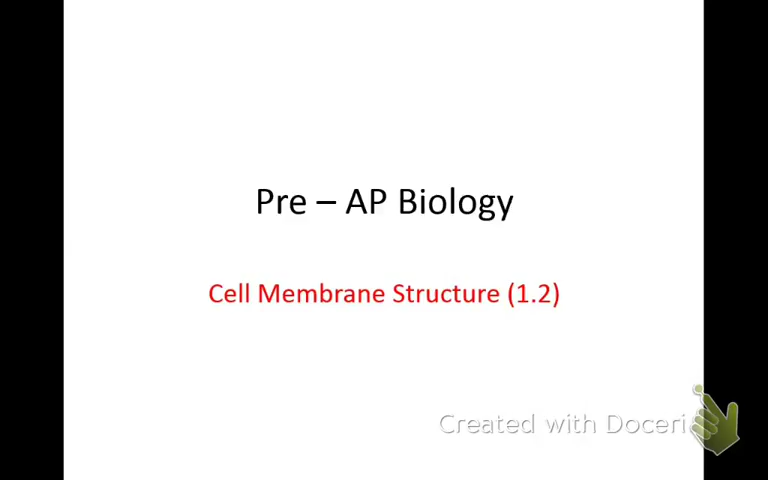 Pre – AP Biology
Cell Membrane Structure (1.2)
Created with Doceri